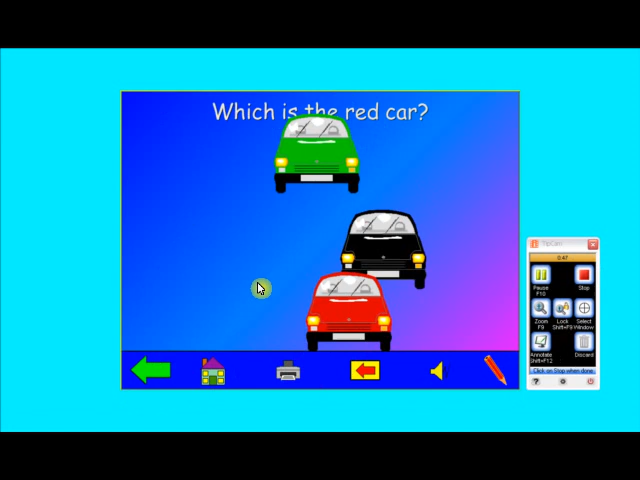 Which is the red car?
TipCam
0:47
Pause
F10
Stop
Zoom
F9
Lock
Shift+F9
Select
Window
Annotate
Shift+F12
Discard
Click on Stop when done
?